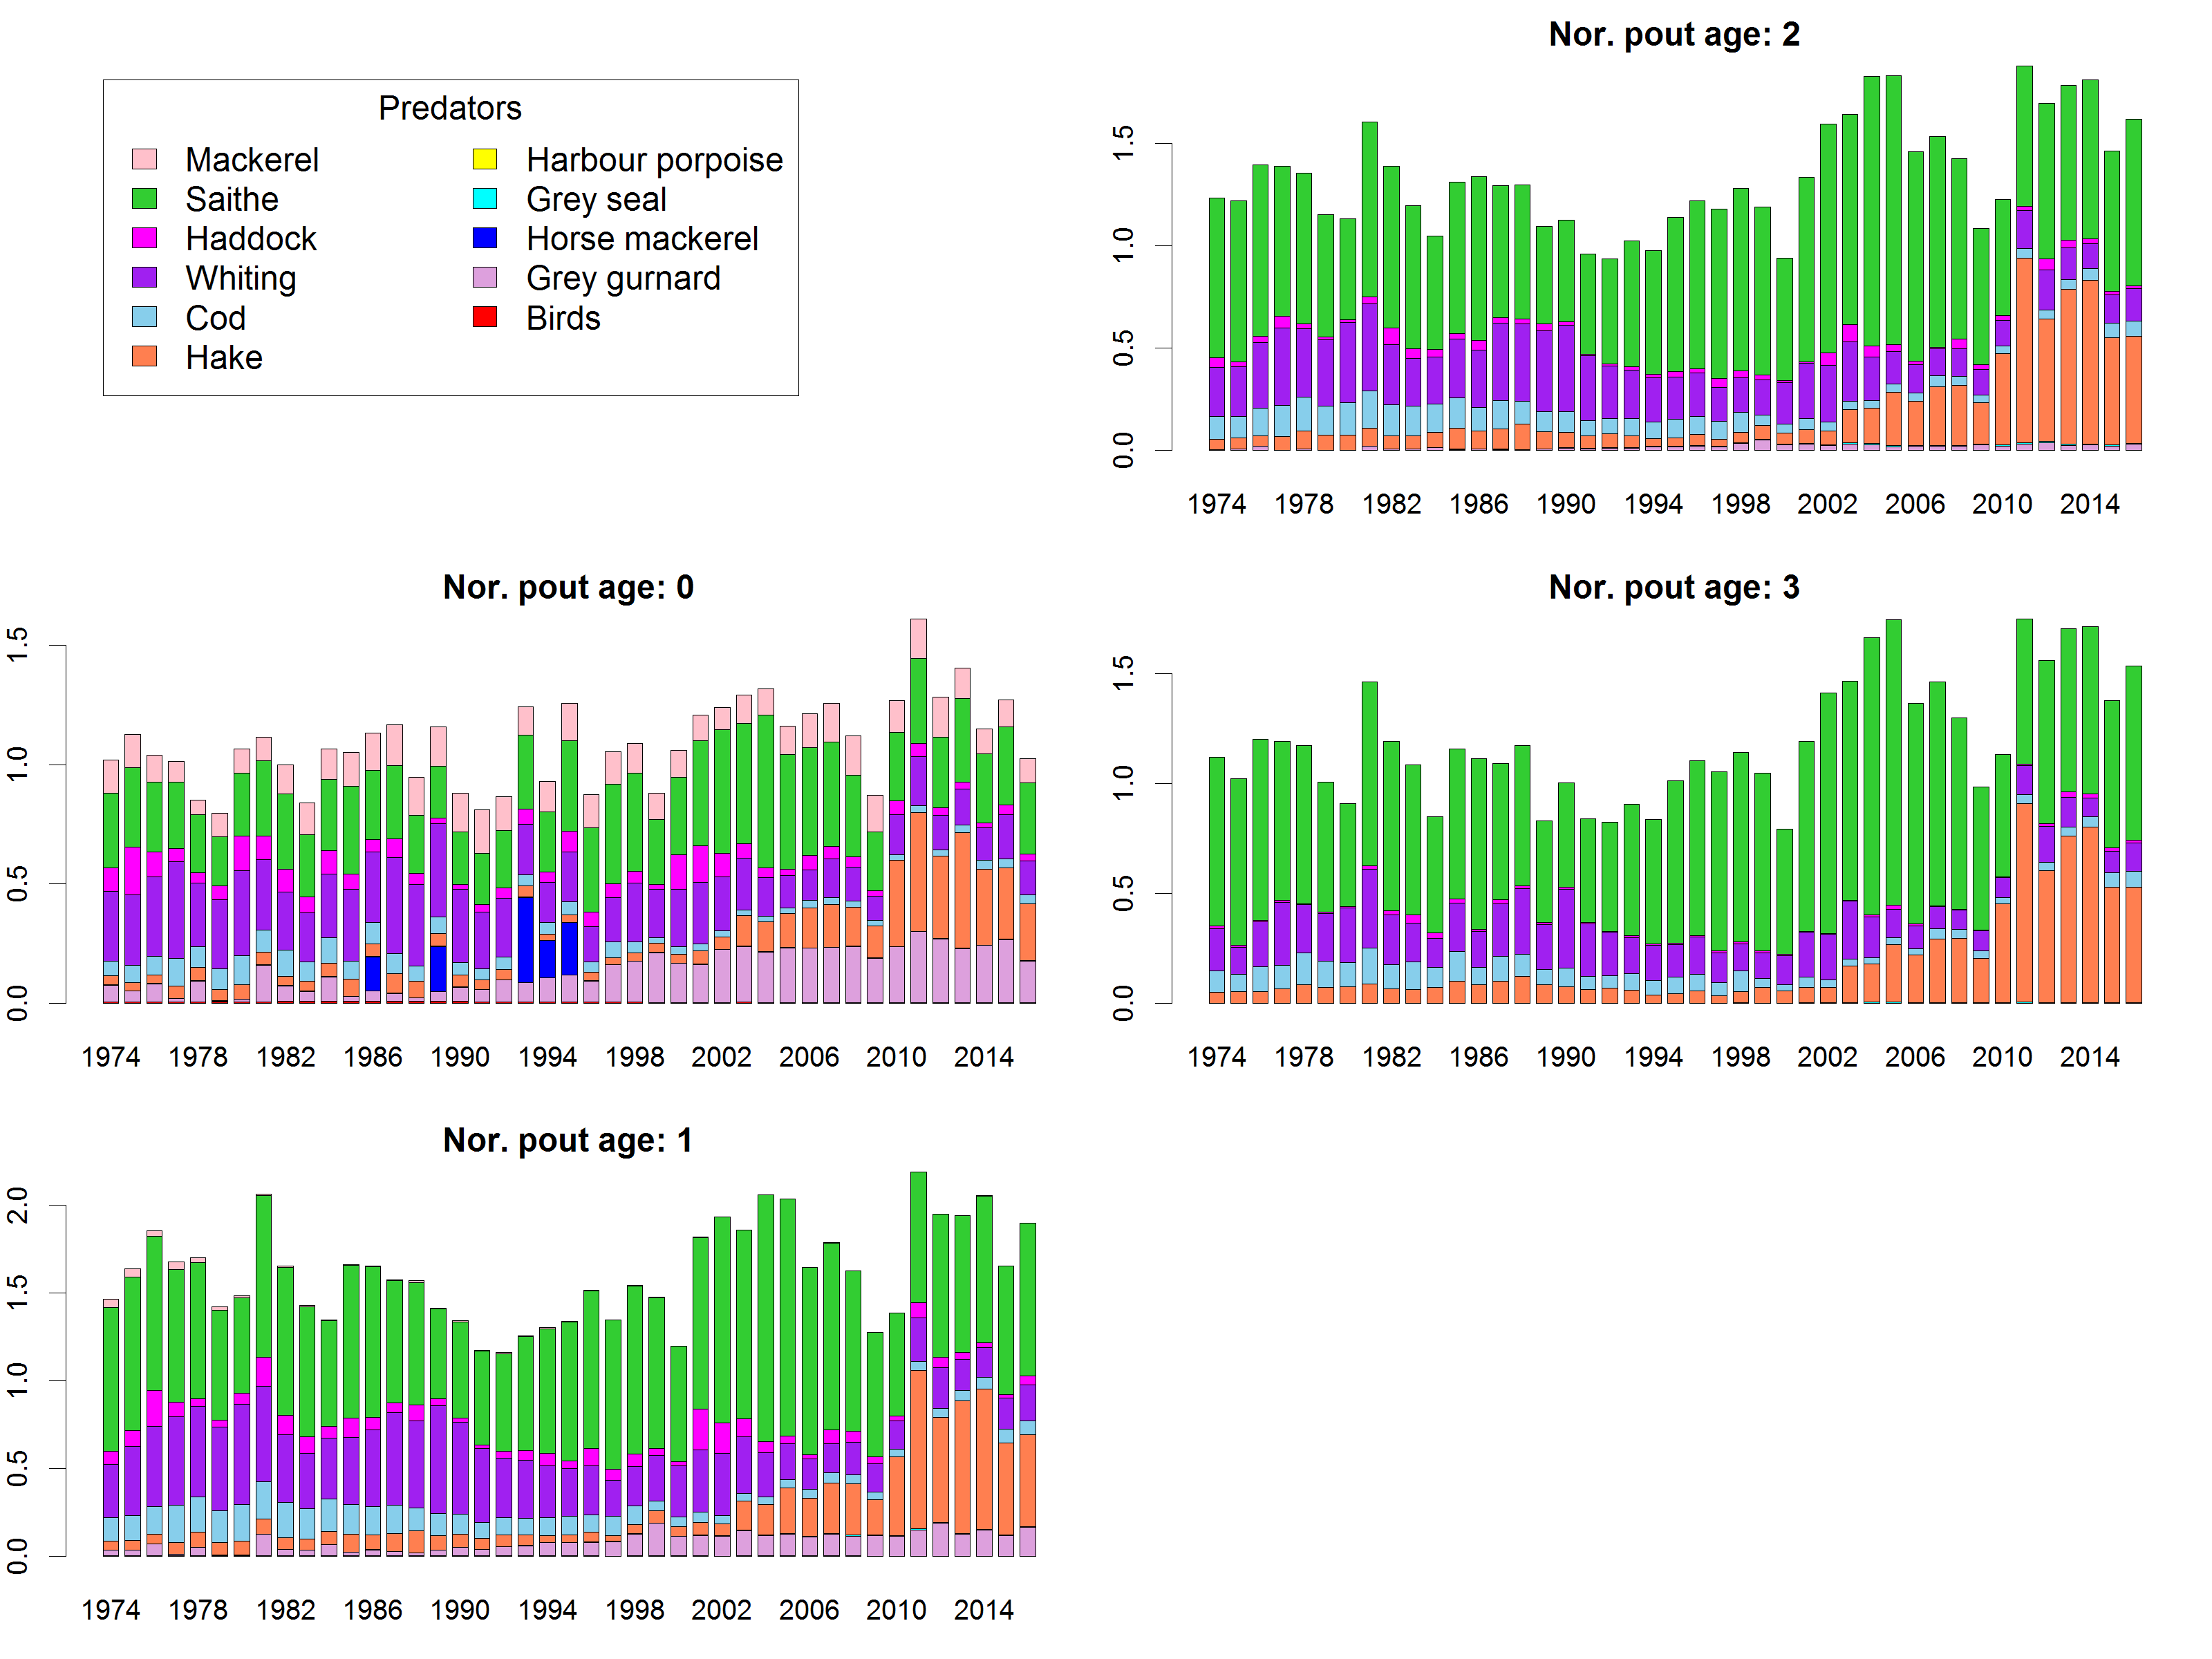 Predators
Mackerel
Saithe
Haddock
Whiting
Cod
Hake
Harbour porpoise
Grey seal
Horse mackerel
Grey gurnard
Birds
Nor. pout age: 2
0.0 0.5 1.0 1.5
1974 1978 1982 1986 1990 1994 1998 2002 2006 2010 2014
Nor. pout age: 0
0.0 0.5 1.0 1.5
1974 1978 1982 1986 1990 1994 1998 2002 2006 2010 2014
Nor. pout age: 3
0.0 0.5 1.0 1.5
1974 1978 1982 1986 1990 1994 1998 2002 2006 2010 2014
Nor. pout age: 1
0.0 0.5 1.0 1.5 2.0
1974 1978 1982 1986 1990 1994 1998 2002 2006 2010 2014